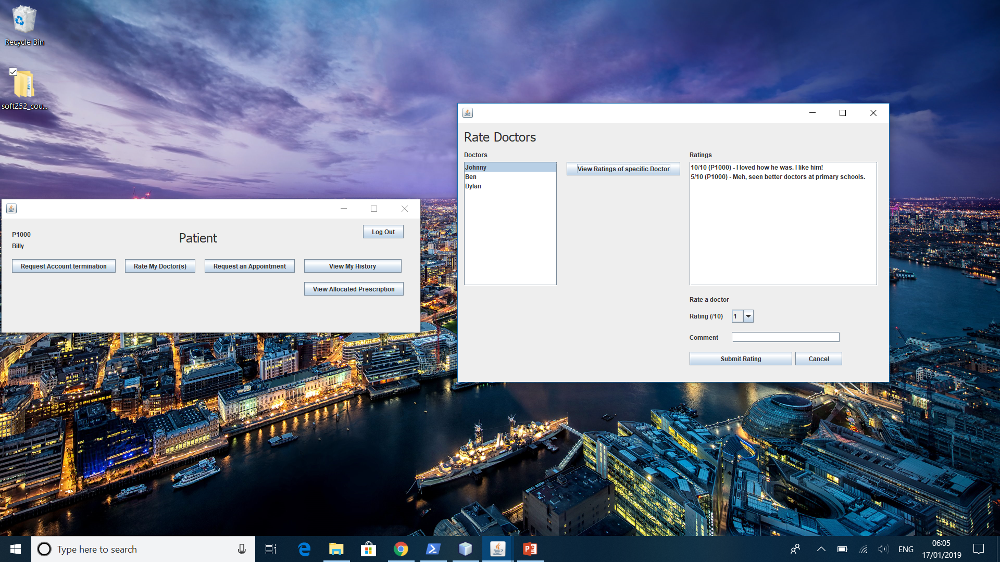 Recycle Bin
soft252_cou...
P1000
Billy
Patient
Log Out
Request Account termination
Rate My Doctor(s)
Request an Appointment
View My History
View Allocated Prescription
Rate Doctors
Doctors
Johnny
Ben
Dylan
View Ratings of specific Doctor
Ratings
10/10 (P1000) - I loved how he was. I like him!
5/10 (P1000) - Meh, seen better doctors at primary schools.
Rate a doctor
Rating (/10)
1
Comment
Submit Rating
Cancel
Type here to search
ENG
06:05
17/01/2019